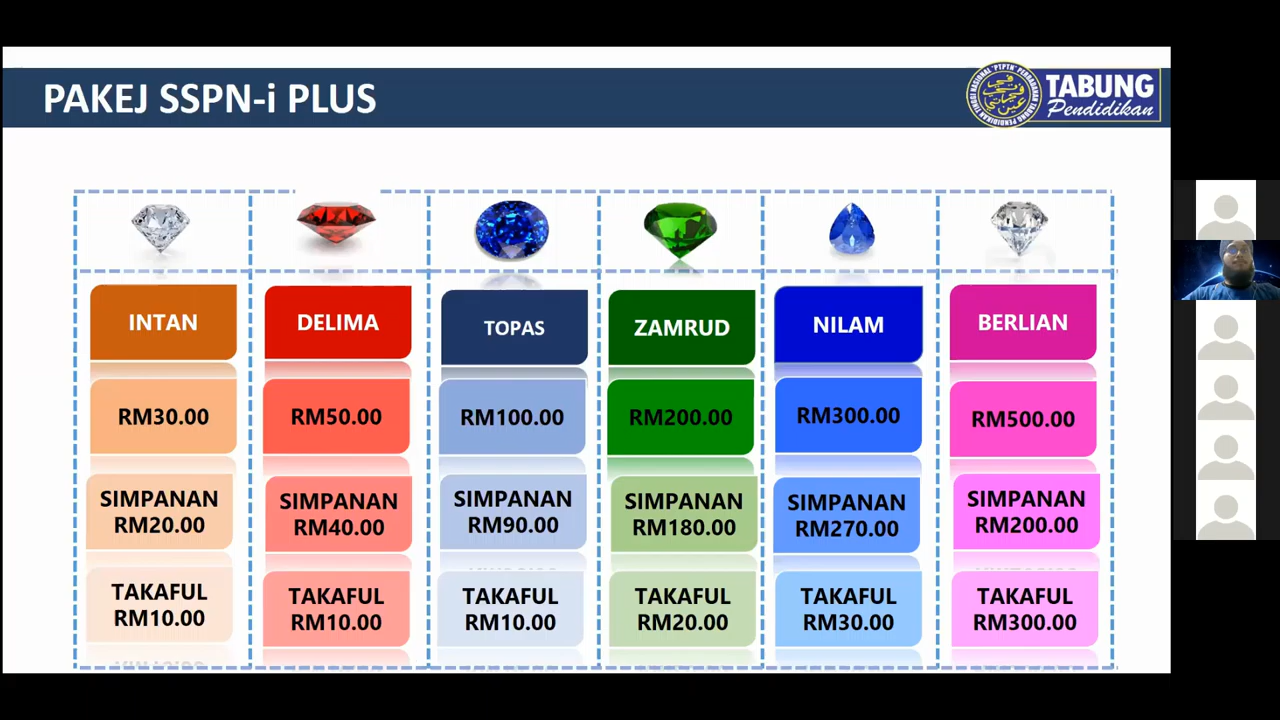 PAKEJ SSPN-i PLUS
TABUNG
Pendidikan
INTAN
DELIMA
TOPAS
ZAMRUD
NILAM
BERLIAN
RM30.00
RM50.00
RM100.00
RM200.00
RM300.00
RM500.00
SIMPANAN
RM20.00
SIMPANAN
RM40.00
SIMPANAN
RM90.00
SIMPANAN
RM180.00
SIMPANAN
RM270.00
SIMPANAN
RM200.00
TAKAFUL
RM10.00
TAKAFUL
RM10.00
TAKAFUL
RM10.00
TAKAFUL
RM20.00
TAKAFUL
RM30.00
TAKAFUL
RM300.00